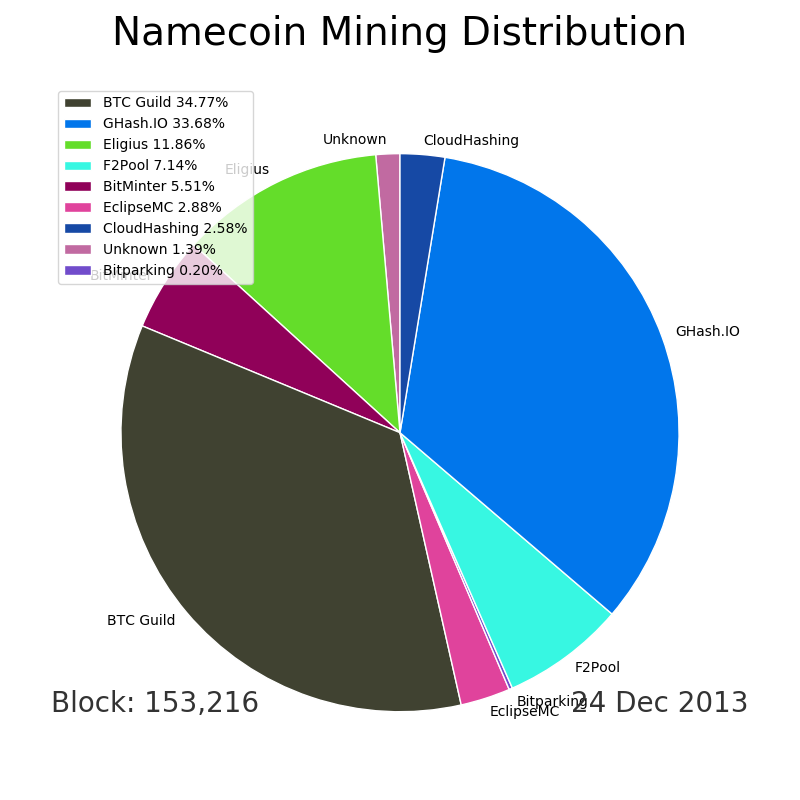 Namecoin Mining Distribution
BTC Guild 34.77%
GHash.IO 33.68%
Eligius 11.86%
F2Pool 7.14%
BitMinter 5.51%
EclipseMC 2.88%
CloudHashing 2.58%
Unknown 1.39%
Bitparking 0.20%
Unknown
CloudHashing
Eligius
BitMinter
GHash.IO
BTC Guild
F2Pool
Bitparking
EclipseMC
Block: 153,216
24 Dec 2013